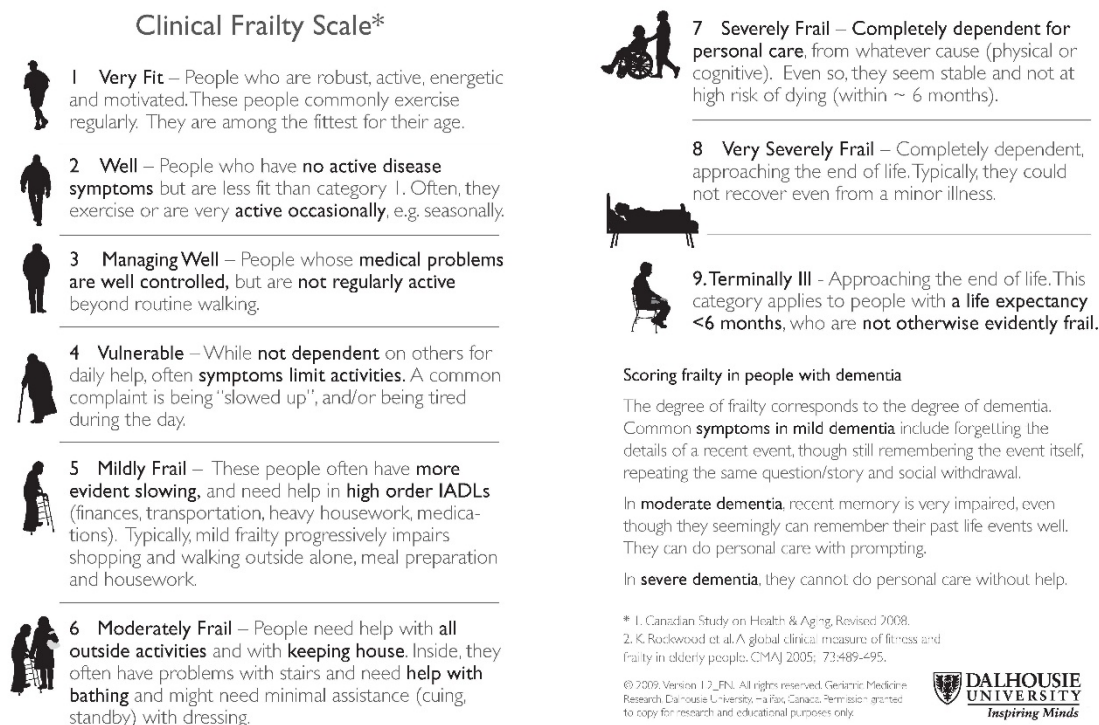 Clinical Frailty Scale*
1 Very Fit – People who are robust, active, energetic
and motivated. These people commonly exercise
regularly. They are among the fittest for their age.
2 Well – People who have no active disease
symptoms but are less fit than category 1. Often, they
exercise or are very active occasionally, e.g. seasonally.
3 Managing Well – People whose medical problems
are well controlled, but are not regularly active
beyond routine walking.
4 Vulnerable – While not dependent on others for
daily help, often symptoms limit activities. A common
complaint is being "slowed up", and/or being tired
during the day.
5 Mildly Frail – These people often have more
evident slowing, and need help in high order IADLs
(finances, transportation, heavy housework, medica-
tions). Typically, mild frailty progressively impairs
shopping and walking outside alone, meal preparation
and housework.
6 Moderately Frail – People need help with all
outside activities and with keeping house. Inside, they
often have problems with stairs and need help with
bathing and might need minimal assistance (cuing,
standby) with dressing.
7 Severely Frail – Completely dependent for
personal care, from whatever cause (physical or
cognitive). Even so, they seem stable and not at
high risk of dying (within ~ 6 months).
8 Very Severely Frail – Completely dependent,
approaching the end of life. Typically, they could
not recover even from a minor illness.
9. Terminally Ill - Approaching the end of life. This
category applies to people with a life expectancy
<6 months, who are not otherwise evidently frail.
Scoring frailty in people with dementia
The degree of frailty corresponds to the degree of dementia.
Common symptoms in mild dementia include forgetting the
details of a recent event, though still remembering the event itself,
repeating the same question/story and social withdrawal.
In moderate dementia, recent memory is very impaired, even
though they seemingly can remember their past life events well.
They can do personal care with prompting.
In severe dementia, they cannot do personal care without help.
* 1. Canadian Study on Health & Aging, Revised 2008.
2. K. Rockwood et al. A global clinical measure of fitness and
frailty in elderly people. CMAJ 2005; 173:489-495.
© 2009. Version 1.2_EN. All rights reserved. Geriatric Medicine
Research, Dalhousie University, Halifax, Canada. Permission granted
to copy for research and educational purposes only.
DALHOUSIE
UNIVERSITY
Inspiring Minds